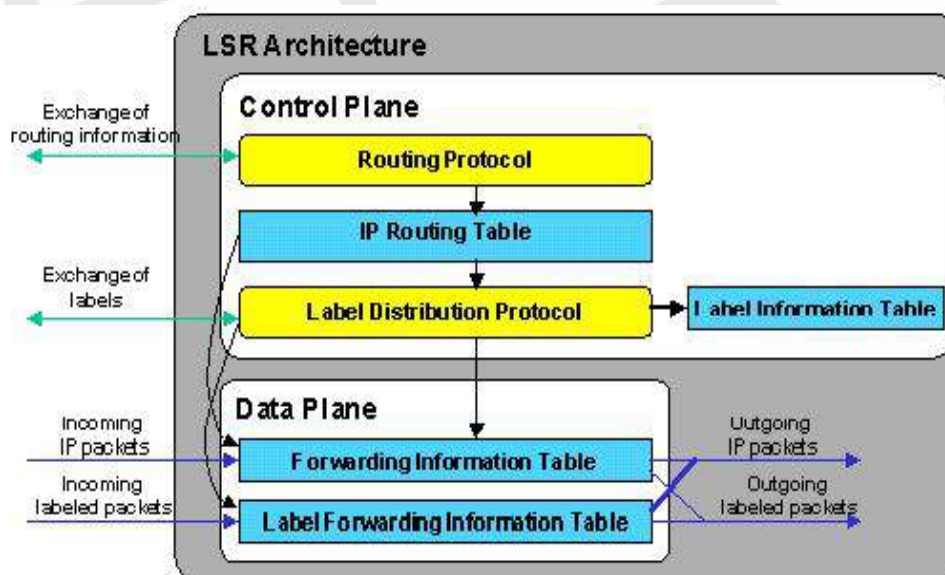 LSR Architecture
Control Plane
Exchange of
routing information
Routing Protocol
IP Routing Table
Exchange of
labels
Label Distribution Protocol
Label Information Table
Data Plane
Incoming
IP packets
Forwarding Information Table
Outgoing
IP packets
Incoming
labeled packets
Label Forwarding Information Table
Outgoing
labeled packets